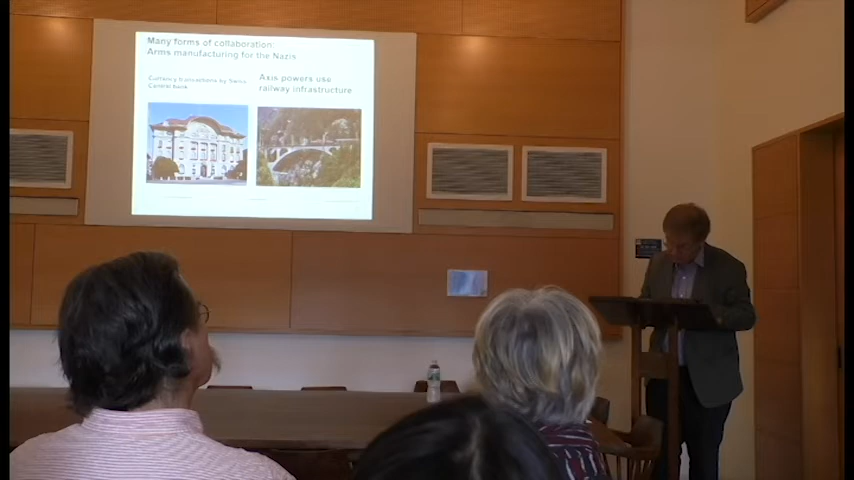 Many forms of collaboration:
Arms manufacturing for the Nazis
Currency transactions by Swiss
Central bank
Axis powers use
railway infrastructure